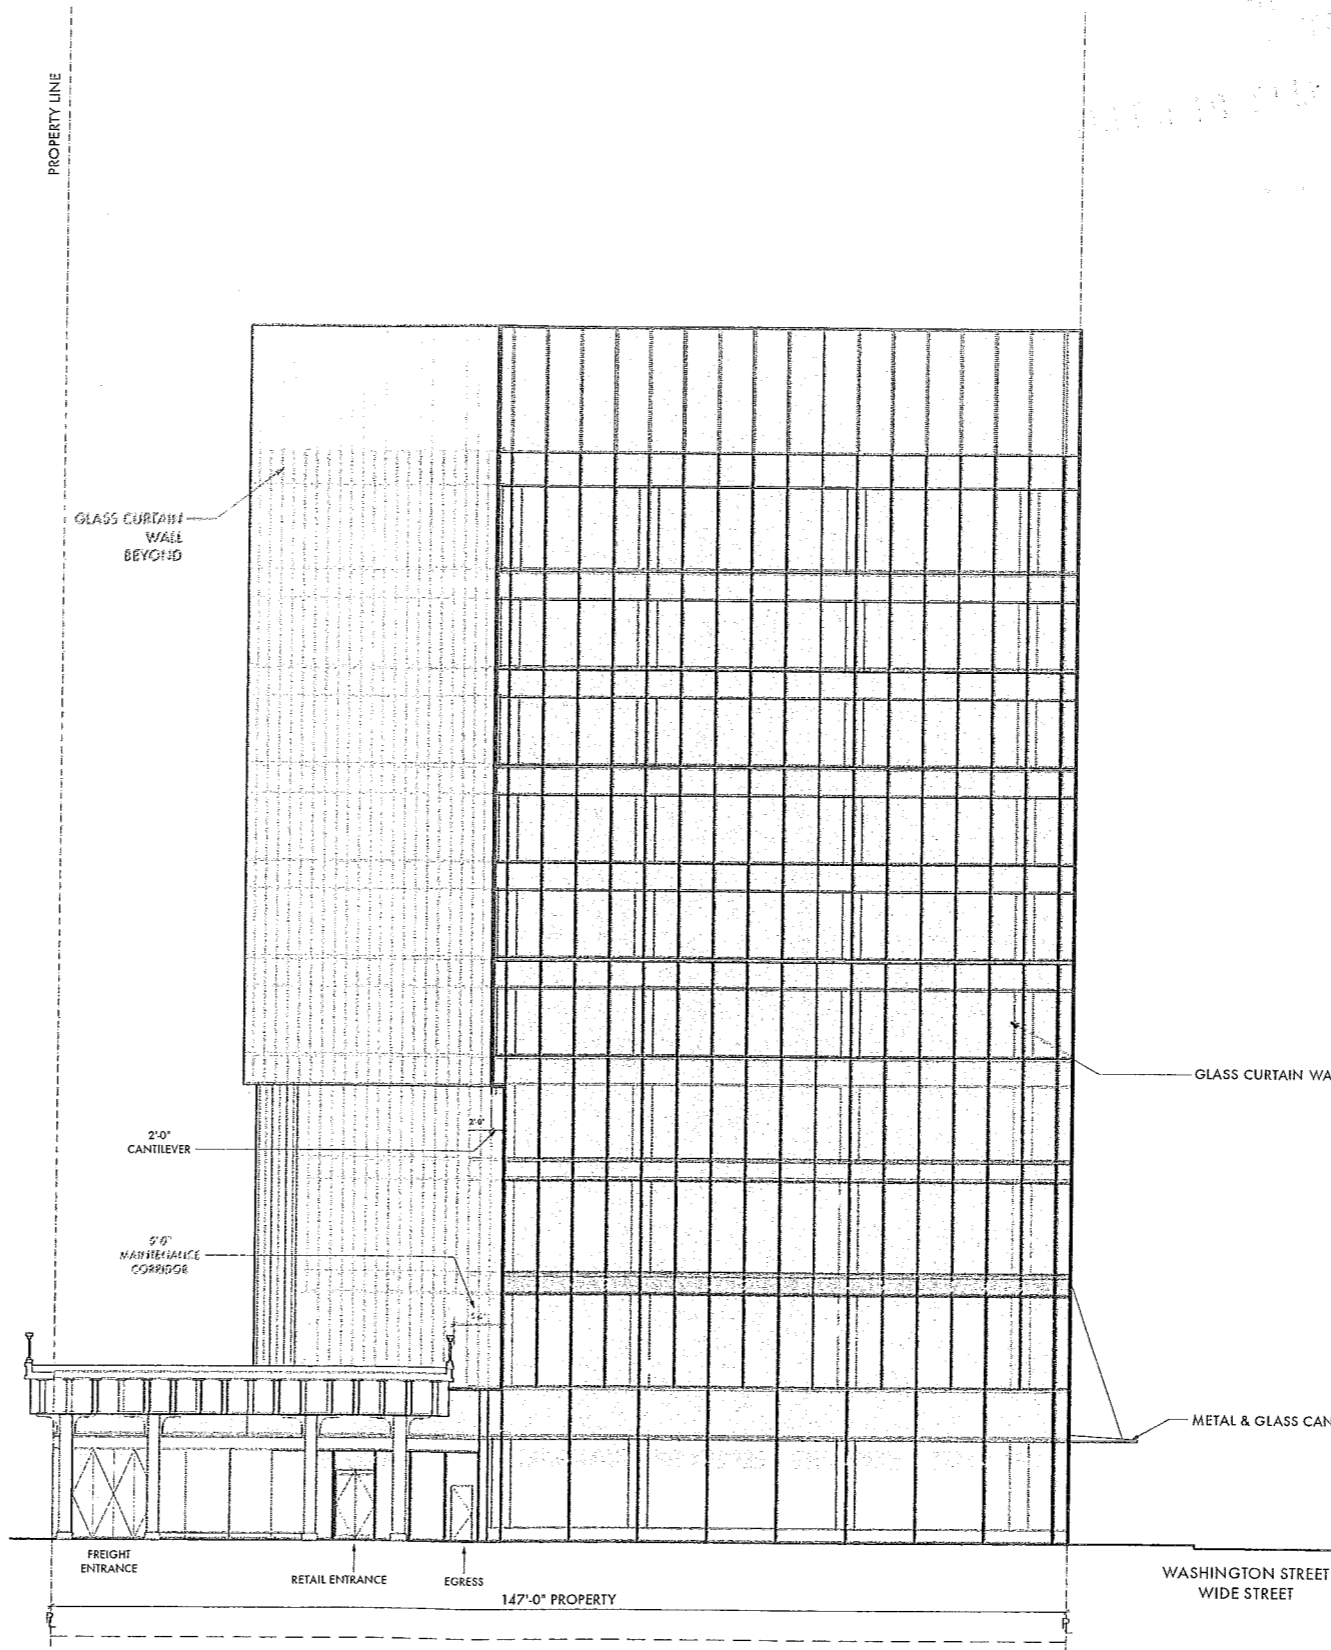 PROPERTY LINE
GLASS CURTAIN
WALL
BEYOND
GLASS CURTAIN WA
2'-0"
CANTILEVER
2'-0"
MAINTENANCE
CORRIDOR
METAL & GLASS CAN
FREIGHT
ENTRANCE
RETAIL ENTRANCE
EGRESS
WASHINGTON STREET
WIDE STREET
147'-0" PROPERTY